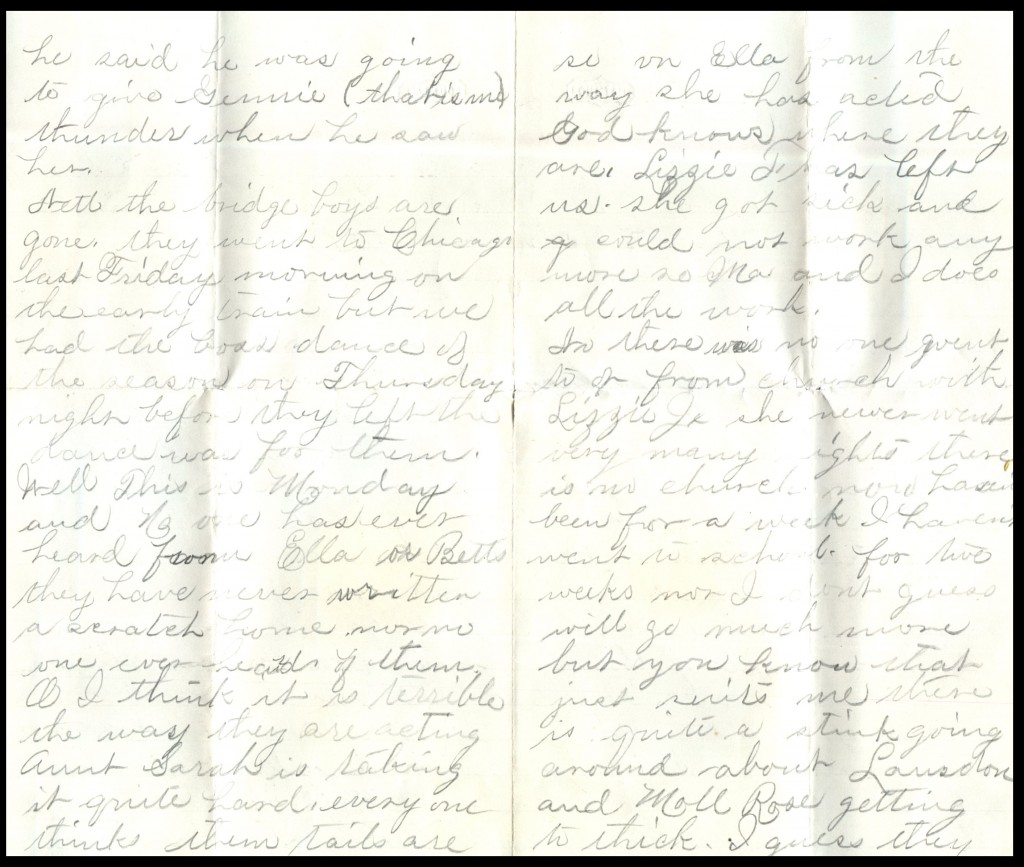 he said he was going
to give Gennie (that is me)
thunder when he saw
her.
Well the bridge boys are
gone. they went to Chicago
last Friday morning on
the early train but we
had the boss dance of
the season on Thursday
night befor they left the
dance was for them.
Well This is Monday
and No one has ever
heard from Ella or Betts
they have never written
a scratch home nor no
one ever heards of them.
O I think it is terrible
the way they are acting
Aunt Sarah is taking
it quite hard. every one
thinks them tails are
so on Ella from the
way she has acted
God knows where they
are. Lizzie has left
us. she got sick and
could not work any
more so Ma and I does
all the work.
No there was no one went
to or from church with
Lizzie Js she never went
very many nights there
is no church now hasint
been for a week I haven't
went to school for two
weeks nor I dont guess
will go much more
but you know that
just suits me there
is quite a stink going
around about Lansdon
and Moll Rose getting
to thick. I guess they